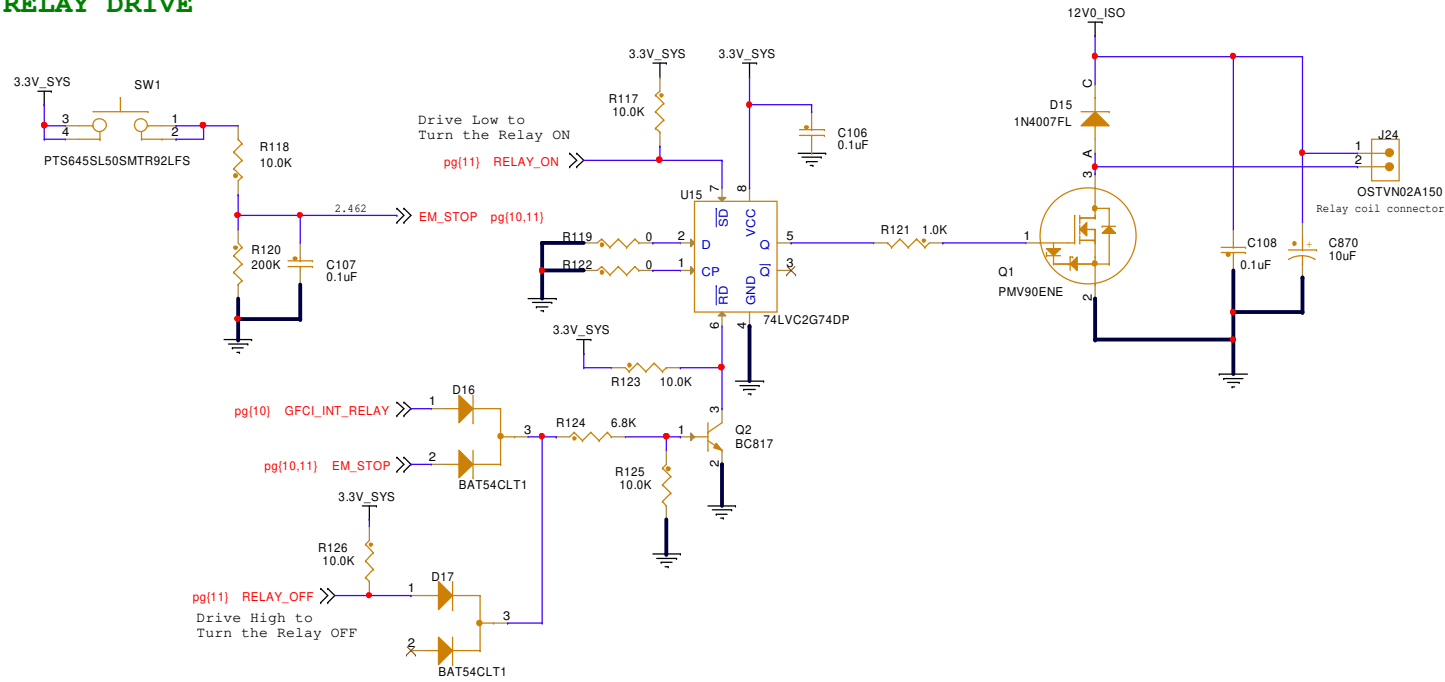 RELAY DRIVE
12V0_ISO
3.3V_SYS
SW1
3
4
1
2
PTS645SL50SMTR92LFS
R118
10.0K
2.462
EM_STOP pg{10,11}
R120
200K
C107
0.1uF
Drive Low to
Turn the Relay ON
pg{11} RELAY_ON
3.3V_SYS
R117
10.0K
3.3V_SYS
C106
0.1uF
U15
7
8
SD
VCC
R119 0 2 D
Q 5
R122 0 1 CP
Q 3
RD
GND
6
4
74LVC2G74DP
R121 1.0K
C
D15
1N4007FL
A
3
1
Q1
PMV90ENE
2
J24
1
2
OSTVN02A150
Relay coil connector
C108
0.1uF
C870
10uF
+
3.3V_SYS
R123 10.0K
pg{10} GFCI_INT_RELAY
1
D16
pg{10,11} EM_STOP
2
3
BAT54CLT1
R124 6.8K
R125
10.0K
1
3
Q2
BC817
2
3.3V_SYS
R126
10.0K
pg{11} RELAY_OFF
Drive High to
Turn the Relay OFF
1
D17
2
3
BAT54CLT1